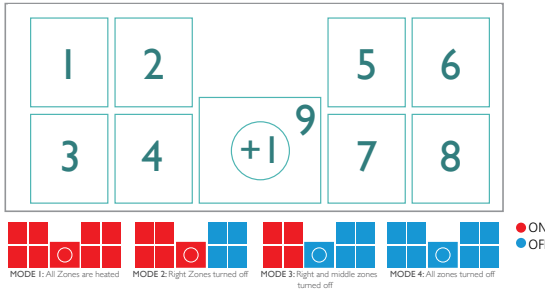 1 2 5 6
9
3 4 +1 7 8
ON
MODE 1: All Zones are heated MODE 2: Right Zones turned off MODE 3: Right and middle zones turned off MODE 4: All zones turned off